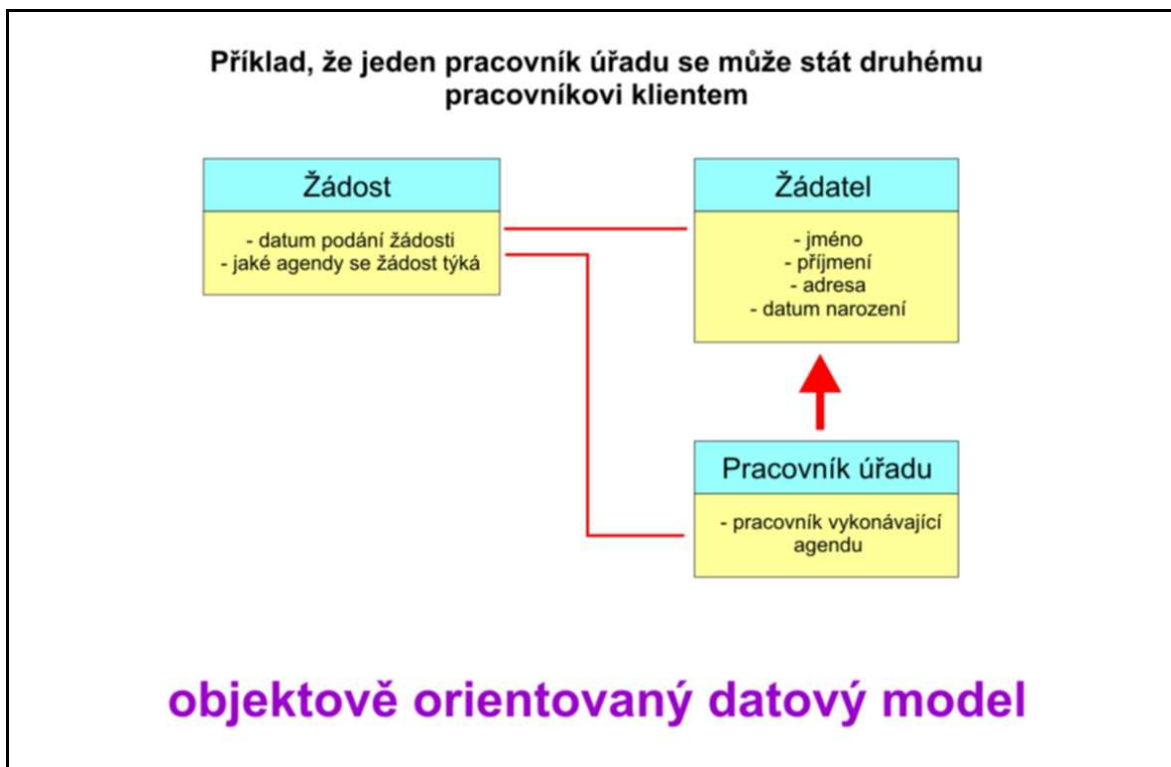 Příklad, že jeden pracovník úřadu se může stát druhému
pracovníkovi klientem
Žádost
- datum podání žádosti
- jaké agendy se žádost týká
Žádatel
- jméno
- příjmení
- adresa
- datum narození
Pracovník úřadu
- pracovník vykonávající
agendu
objektově orientovaný datový model